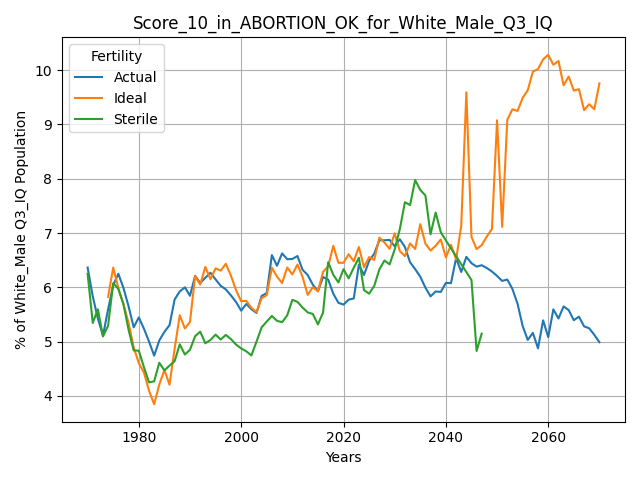 Score_10_in_ABORTION_OK_for_White_Male_Q3_IQ
Fertility
Actual
Ideal
Sterile
% of White_Male Q3_IQ Population
10
9
8
7
6
5
4
1980
2000
2020
2040
2060
Years